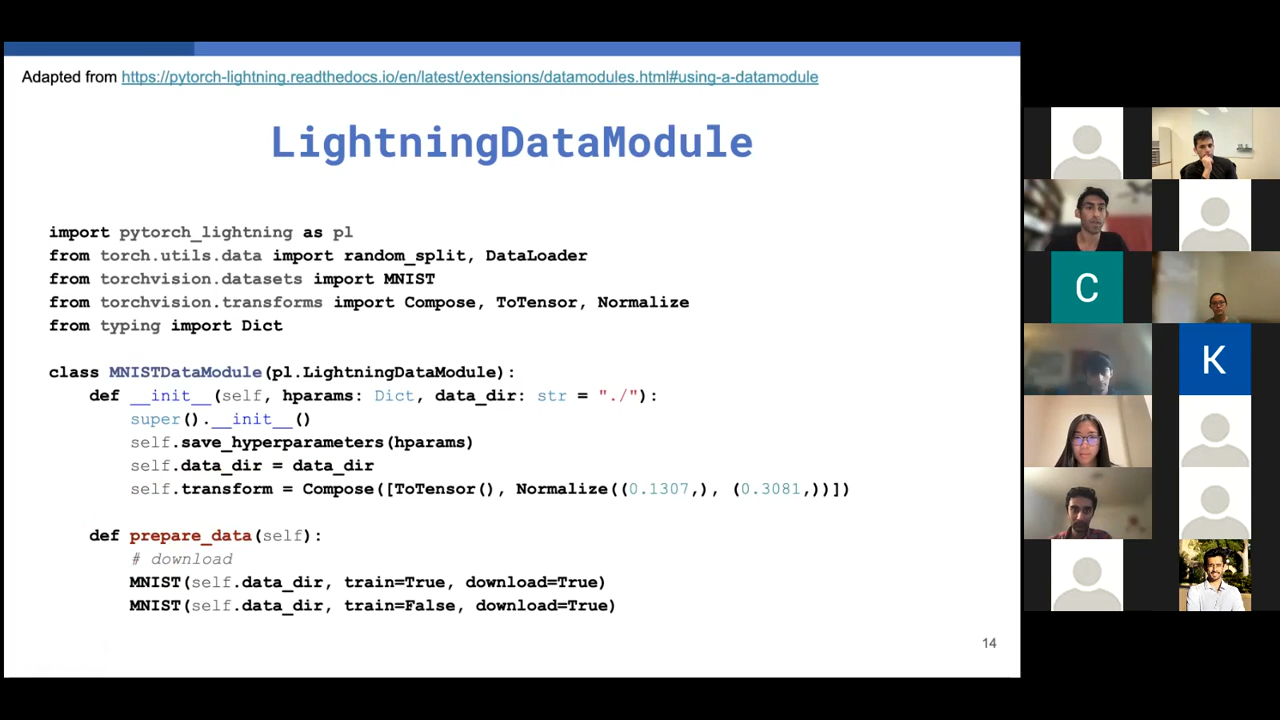 Adapted from https://pytorch-lightning.readthedocs.io/en/latest/extensions/datamodules.html#using-a-datamodule
LightningDataModule
import pytorch_lightning as pl
from torch.utils.data import random_split, DataLoader
from torchvision.datasets import MNIST
from torchvision.transforms import Compose, ToTensor, Normalize
from typing import Dict
class MNISTDataModule(pl.LightningDataModule):
    def __init__(self, hparams: Dict, data_dir: str = "./"):
        super().__init__()
        self.save_hyperparameters(hparams)
        self.data_dir = data_dir
        self.transform = Compose([ToTensor(), Normalize((0.1307,), (0.3081,))])
    def prepare_data(self):
        # download
        MNIST(self.data_dir, train=True, download=True)
        MNIST(self.data_dir, train=False, download=True)
14
C
K